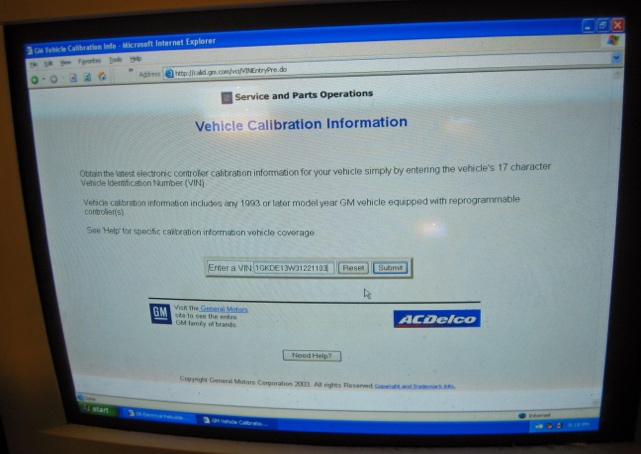 GM Vehicle Calibration Info - Microsoft Internet Explorer
File Edit View Favorites Tools Help
Address http://calid.gm.com/vci/VINEntryPre.do
Service and Parts Operations
Vehicle Calibration Information
Obtain the latest electronic controller calibration information for your vehicle simply by entering the vehicle's 17 character
Vehicle Identification Number (VIN)
Vehicle calibration information includes any 1993 or later model year GM vehicle equipped with reprogrammable
controller(s)
See 'Help' for specific calibration information vehicle coverage
Enter a VIN Reset Submit
GM
Visit the General Motors
site to see the entire
GM family of brands.
ACDelco
Need Help?
Copyright General Motors Corporation 2003. All rights Reserved Copyright and Trademark Info.
Internet
start
GM Vehicle Calibratio...